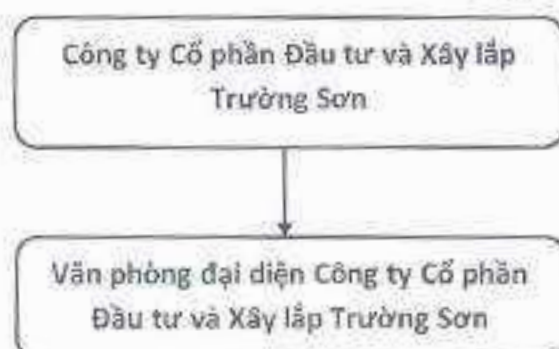 Công ty Cổ phần Đầu tư và Xây lắp
Trường Sơn
Văn phòng đại diện Công ty Cổ phần
Đầu tư và Xây lắp Trường Sơn